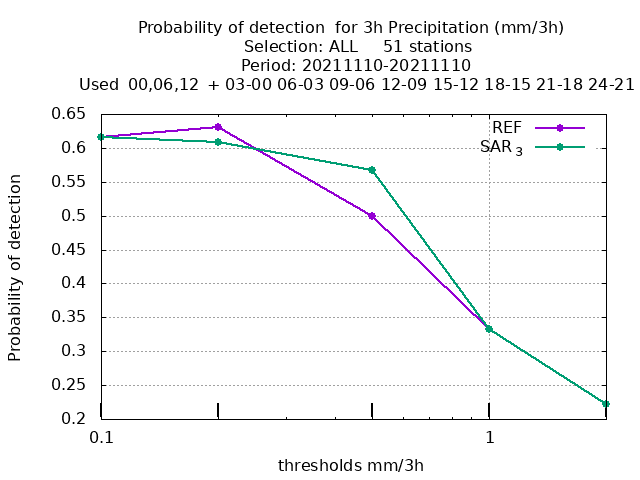 Probability of detection  for 3h Precipitation (mm/3h)
Selection: ALL     51 stations
Period: 20211110-20211110
Used  00,06,12  + 03-00 06-03 09-06 12-09 15-12 18-15 21-18 24-21
REF
SAR 3
Probability of detection
0.65
0.6
0.55
0.5
0.45
0.4
0.35
0.3
0.25
0.2
0.1
1
thresholds mm/3h